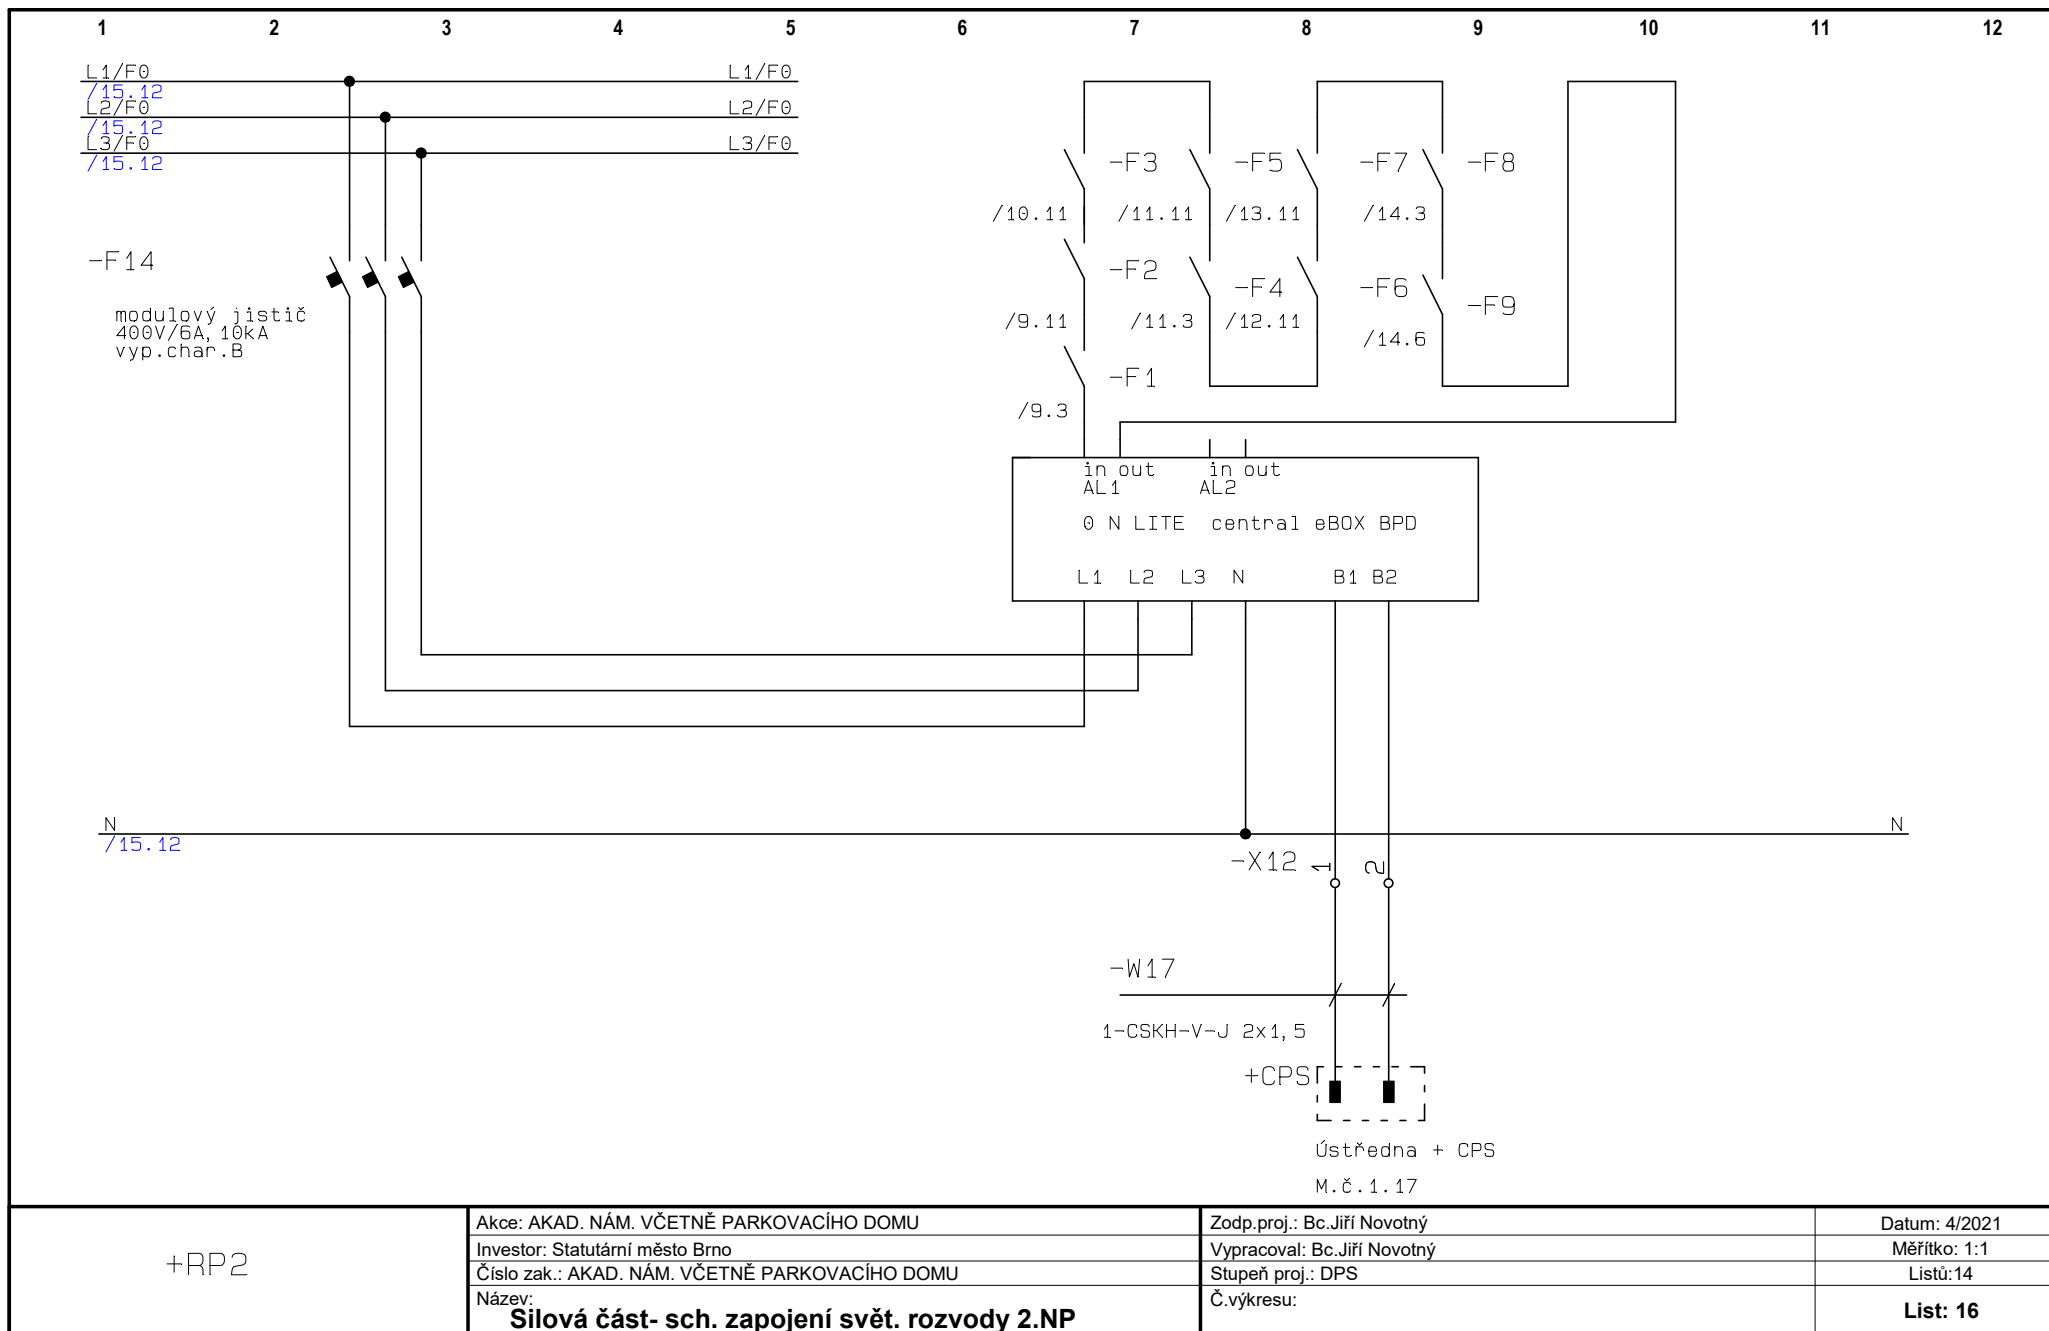 1 2 3 4 5 6 7 8 9 10 11 12
L1/F0 L1/F0
/15.12
L2/F0 L2/F0
/15.12
L3/F0 L3/F0
/15.12
-F3 -F5 -F7 -F8
/10.11 /11.11 /13.11 /14.3
-F14
-F2 -F4 -F6 -F9
modulový jistič
400V/6A,10kA
vyp.char.B
/9.11 /11.3 /12.11 /14.6
-F1
/9.3
in out in out
AL1 AL2
0 N LITE central eBOX BPD
L1 L2 L3 N B1 B2
N N
/15.12
-X12 1 2
-W17
1-CSKH-V-J 2x1,5
+CPS
Ústředna + CPS
M.č.1.17
+RP2
Akce: AKAD. NÁM. VČETNĚ PARKOVACÍHO DOMU
Investor: Statutární město Brno
Číslo zak.: AKAD. NÁM. VČETNĚ PARKOVACÍHO DOMU
Název:
Silová část- sch. zapojení svět. rozvody 2.NP
Zodp.proj.: Bc.Jiří Novotný
Vypracoval: Bc.Jiří Novotný
Stupeň proj.: DPS
Č.výkresu:
Datum: 4/2021
Měřítko: 1:1
Listů:14
List: 16